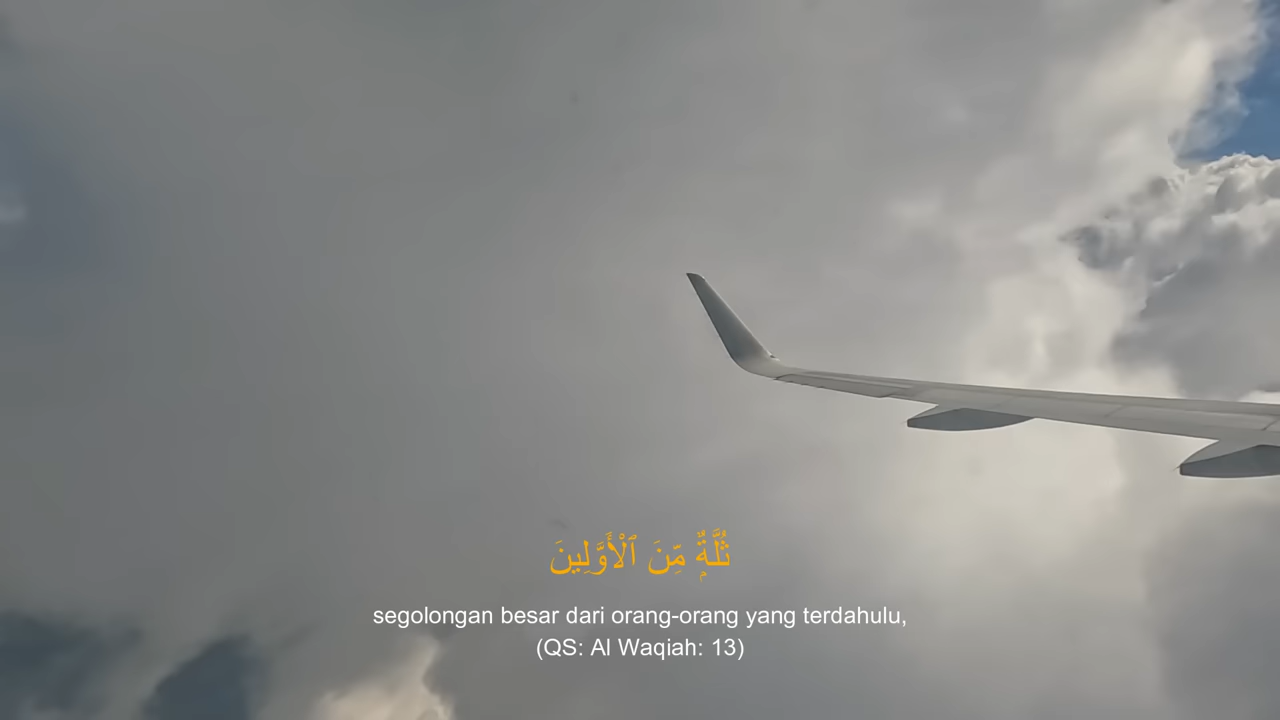 ثُلَّةٌۭ مِّنَ ٱلْأَوَّلِينَ
segolongan besar dari orang-orang yang terdahulu,
(QS: Al Waqiah: 13)